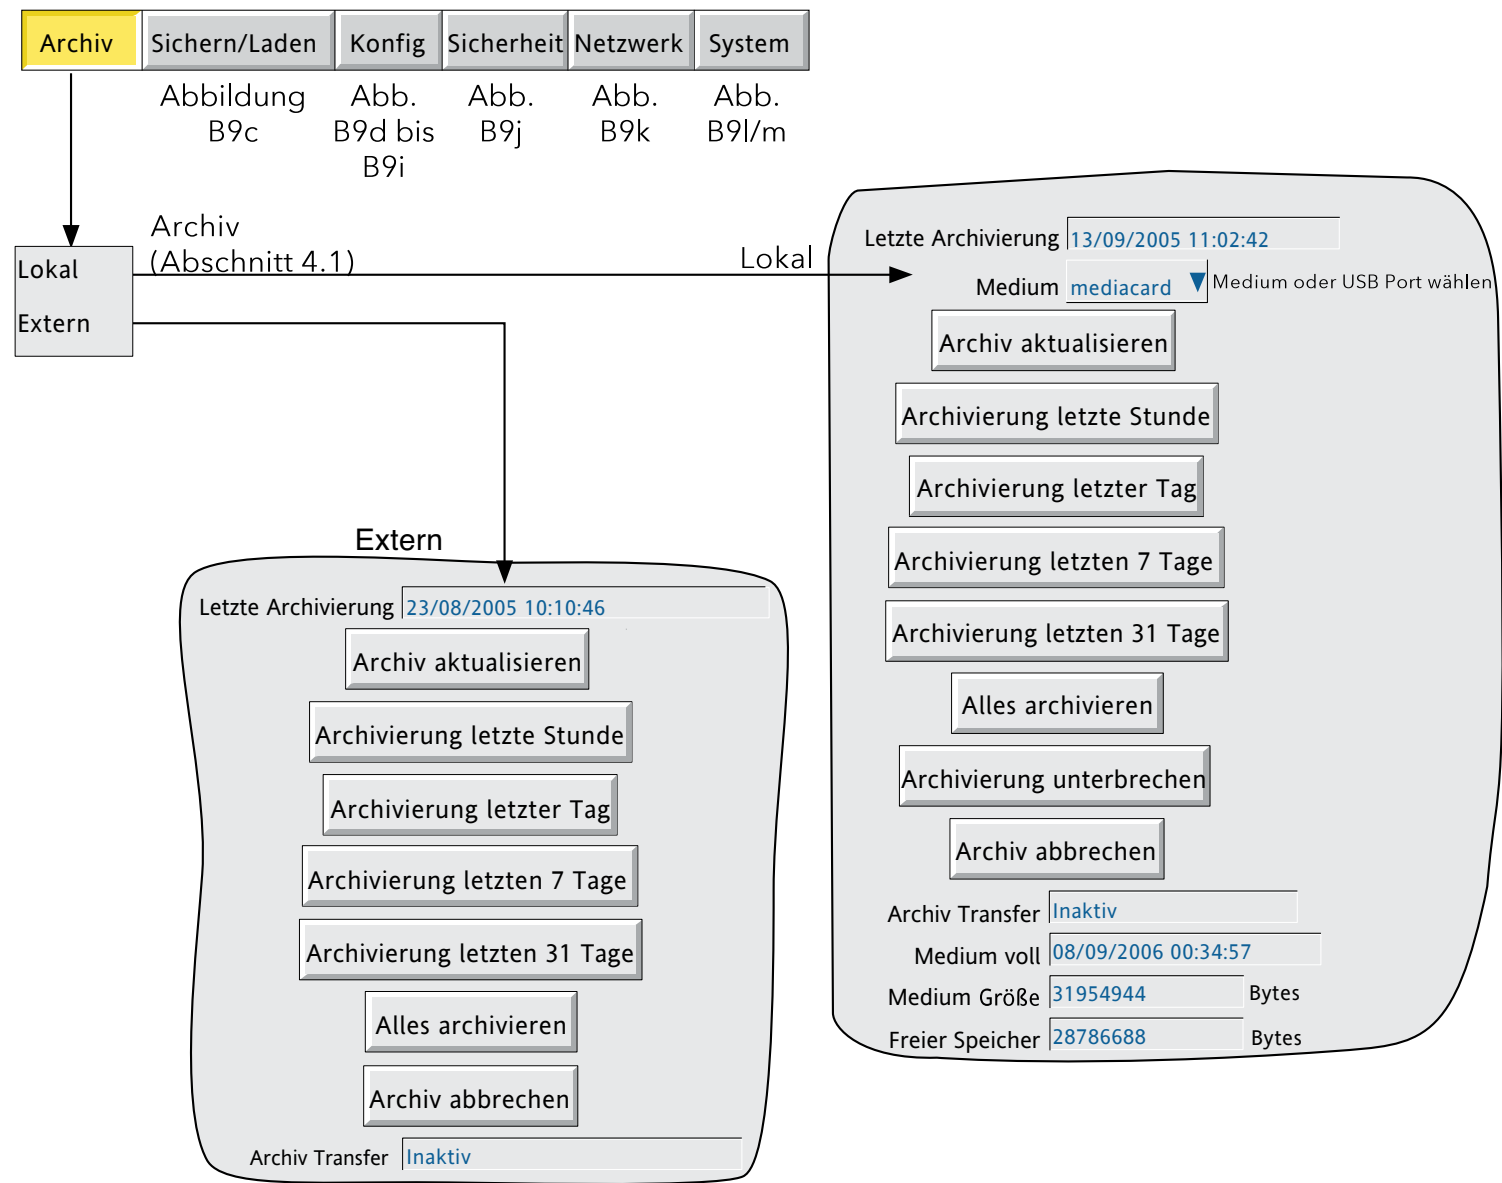 Archiv Sichern/Laden Konfig Sicherheit Netzwerk System
Abbildung B9c
Abb. B9d bis B9i
Abb. B9j
Abb. B9k
Abb. B9l/m
Lokal
Extern
Archiv
(Abschnitt 4.1)
Lokal
Letzte Archivierung 13/09/2005 11:02:42
Medium mediacard Medium oder USB Port wählen
Archiv aktualisieren
Archivierung letzte Stunde
Archivierung letzter Tag
Archivierung letzten 7 Tage
Archivierung letzten 31 Tage
Alles archivieren
Archivierung unterbrechen
Archiv abbrechen
Archiv Transfer Inaktiv
Medium voll 08/09/2006 00:34:57
Medium Größe 31954944 Bytes
Freier Speicher 28786688 Bytes
Extern
Letzte Archivierung 23/08/2005 10:10:46
Archiv aktualisieren
Archivierung letzte Stunde
Archivierung letzter Tag
Archivierung letzten 7 Tage
Archivierung letzten 31 Tage
Alles archivieren
Archiv abbrechen
Archiv Transfer Inaktiv